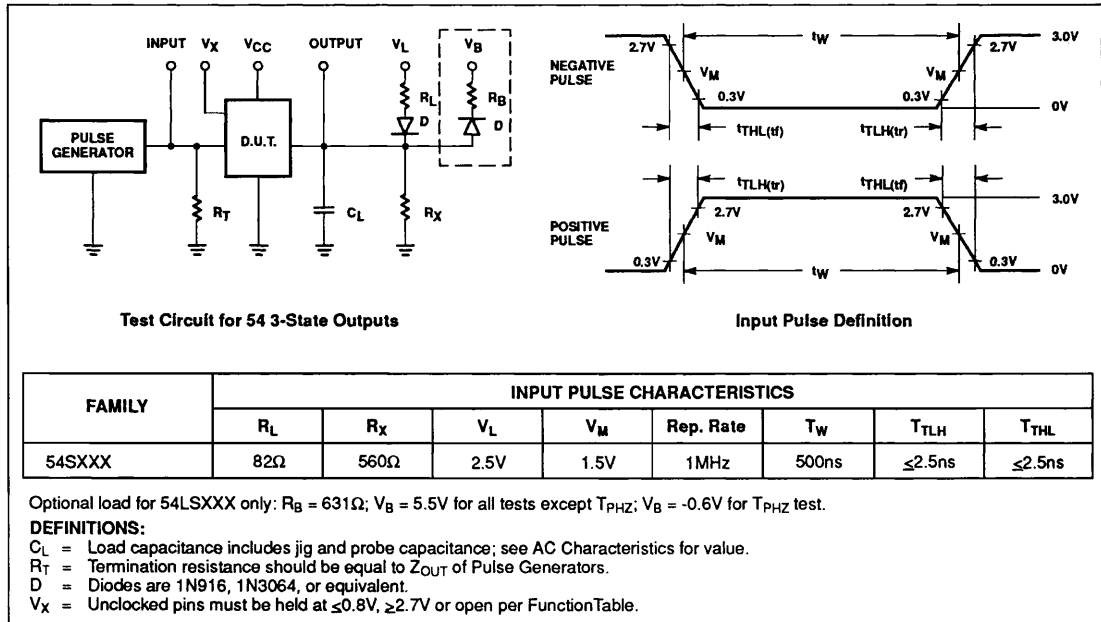 INPUT VX VCC OUTPUT VL VB
RL
D
RB
D
PULSE
GENERATOR
D.U.T.
RT
CL
RX
Test Circuit for 54 3-State Outputs
NEGATIVE
PULSE
2.7V
tW
2.7V
3.0V
VM
VM
0.3V
0.3V
0V
tTHL(tf)
tTLH(tr)
tTLH(tr)
tTHL(tf)
POSITIVE
PULSE
2.7V
2.7V
3.0V
VM
VM
0.3V
tW
0.3V
0V
Input Pulse Definition
FAMILY
INPUT PULSE CHARACTERISTICS
RL RX VL VM Rep. Rate TW TTLH TTHL
54SXXX 82Ω 560Ω 2.5V 1.5V 1MHz 500ns ≤2.5ns ≤2.5ns
Optional load for 54LSXXX only: RB = 631Ω; VB = 5.5V for all tests except TPHZ; VB = -0.6V for TPHZ test.
DEFINITIONS:
CL = Load capacitance includes jig and probe capacitance; see AC Characteristics for value.
RT = Termination resistance should be equal to ZOUT of Pulse Generators.
D = Diodes are 1N916, 1N3064, or equivalent.
VX = Unclocked pins must be held at ≤0.8V, ≥2.7V or open per FunctionTable.